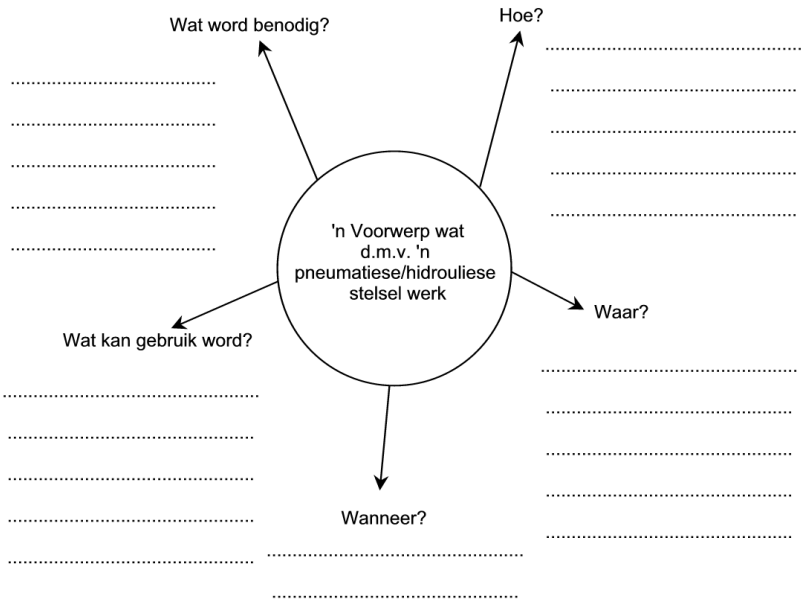 Wat word benodig?
Hoe?
'n Voorwerp wat
d.m.v. 'n
pneumatiese/hidrouliese
stelsel werk
Waar?
Wat kan gebruik word?
Wanneer?